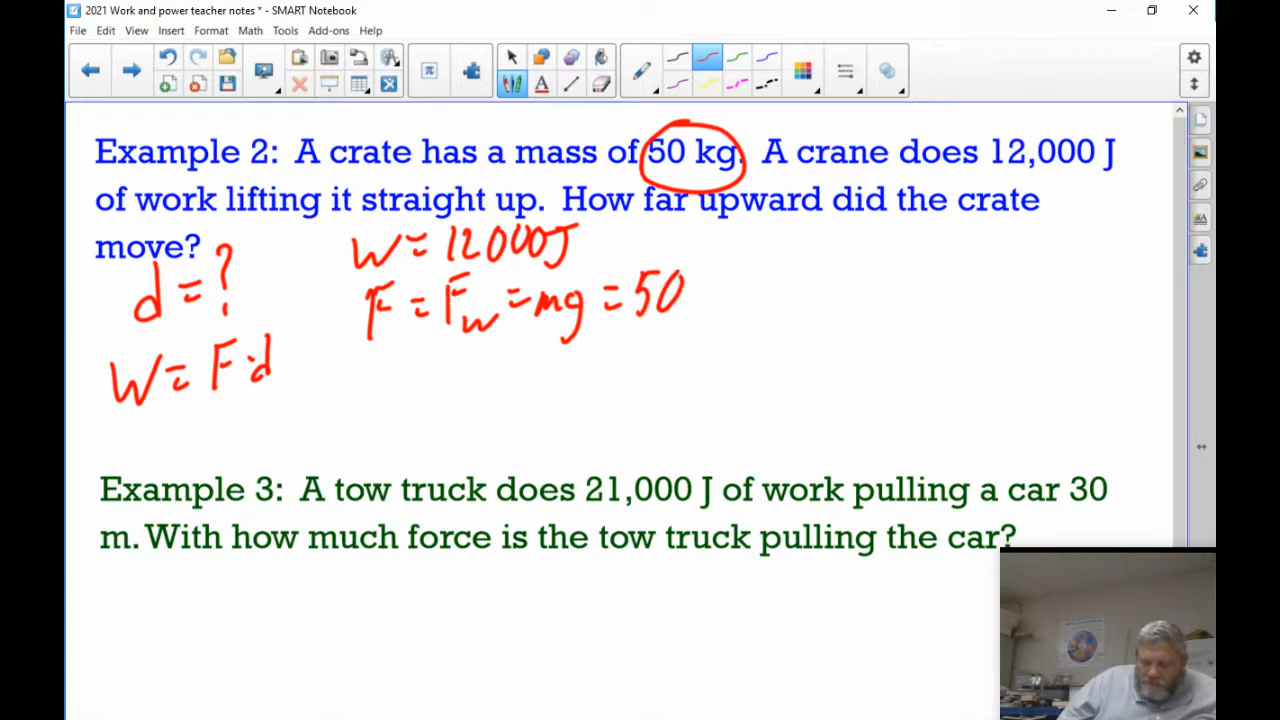 2021 Work and power teacher notes * - SMART Notebook
File Edit View Insert Format Math Tools Add-ons Help
Example 2: A crate has a mass of 50 kg. A crane does 12,000 J
of work lifting it straight up. How far upward did the crate
move?
W = 12000J
d = ?
F = Fw = mg = 50
W = F·d
Example 3: A tow truck does 21,000 J of work pulling a car 30
m. With how much force is the tow truck pulling the car?